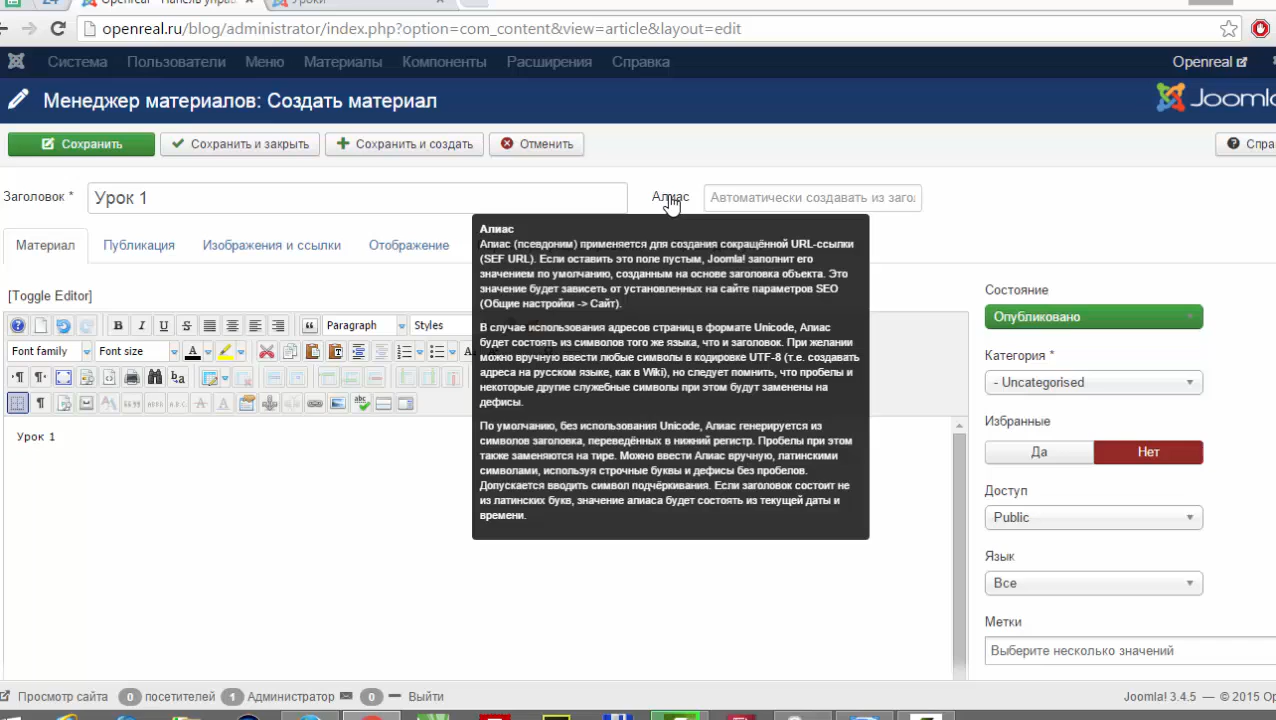 Openreal - Панель управ
Уроки
openreal.ru/blog/administrator/index.php?option=com_content&view=article&layout=edit
Система Пользователи Меню Материалы Компоненты Расширения Справка Openreal
Менеджер материалов: Создать материал
Сохранить Сохранить и закрыть Сохранить и создать Отменить
Заголовок * Урок 1 Алиас Автоматически создавать из заго.
Материал Публикация Изображения и ссылки Отображение
Алиас
Алиас (псевдоним) применяется для создания сокращённой URL-ссылки
(SEF URL). Если оставить это поле пустым, Joomla! заполнит его
значением по умолчанию, созданным на основе заголовка объекта. Это
значение будет зависеть от установленных на сайте параметров SEO
(Общие настройки -> Сайт).
В случае использования адресов страниц в формате Unicode, Алиас
будет состоять из символов того же языка, что и заголовок. При желании
можно вручную ввести любые символы в кодировке UTF-8 (т.е. создавать
адреса на русском языке, как в Wiki), но следует помнить, что пробелы и
некоторые другие служебные символы при этом будут заменены на
дефисы.
По умолчанию, без использования Unicode, Алиас генерируется из
символов заголовка, переведённых в нижний регистр. Пробелы при этом
также заменяются на тире. Можно ввести Алиас вручную, латинскими
символами, используя строчные буквы и дефисы без пробелов.
Допускается вводить символ подчёркивания. Если заголовок состоит не
из латинских букв, значение алиаса будет состоять из текущей даты и
времени.
[Toggle Editor]
Paragraph Styles
Font family Font size
Урок 1
Состояние
Опубликовано
Категория *
- Uncategorised
Избранные
Да Нет
Доступ
Public
Язык
Все
Метки
Выберите несколько значений
Просмотр сайта 0 посетителей 1 Администратор 0 Выйти Joomla! 3.4.5 — © 2015